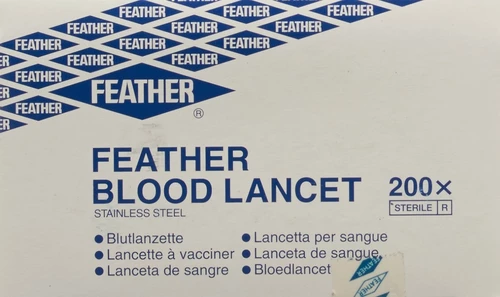 FEATHER FEATHER
FEATHER FEATHER FEATHER
FEATHER FEATHER FEATHER
FEATHER FEATHER FEATHER
FEATHER FEATHER
FEATHER
FEATHER ®
FEATHER
BLOOD LANCET 200×
STAINLESS STEEL STERILE R
• Blutlanzette • Lancetta per sangue
• Lancette à vacciner • Lanceta de sangue
• Lanceta de sangre • Bloedlancet
FEATHER